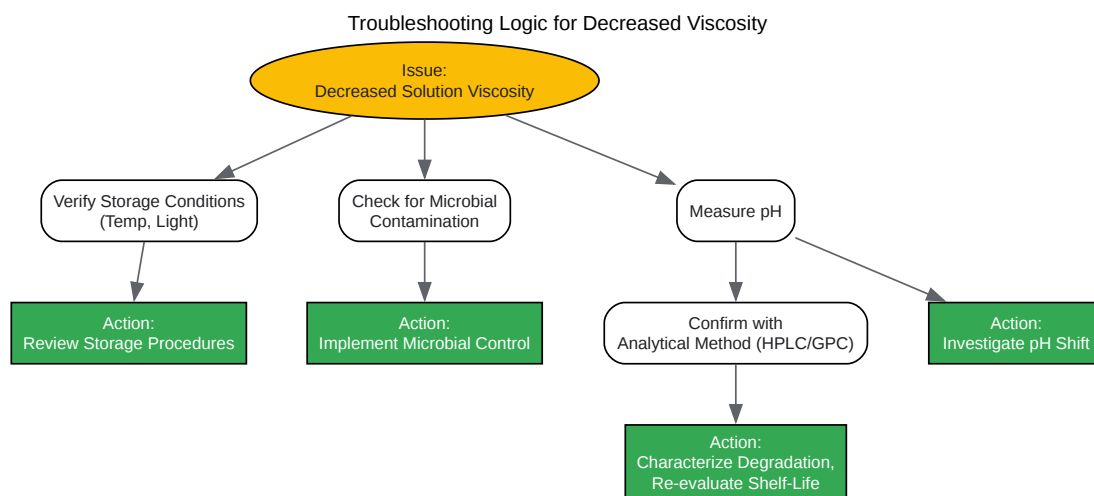 Troubleshooting Logic for Decreased Viscosity
Issue:
Decreased Solution Viscosity
Verify Storage Conditions
(Temp, Light)
Check for Microbial
Contamination
Measure pH
Action:
Review Storage Procedures
Action:
Implement Microbial Control
Confirm with
Analytical Method (HPLC/GPC)
Action:
Investigate pH Shift
Action:
Characterize Degradation,
Re-evaluate Shelf-Life